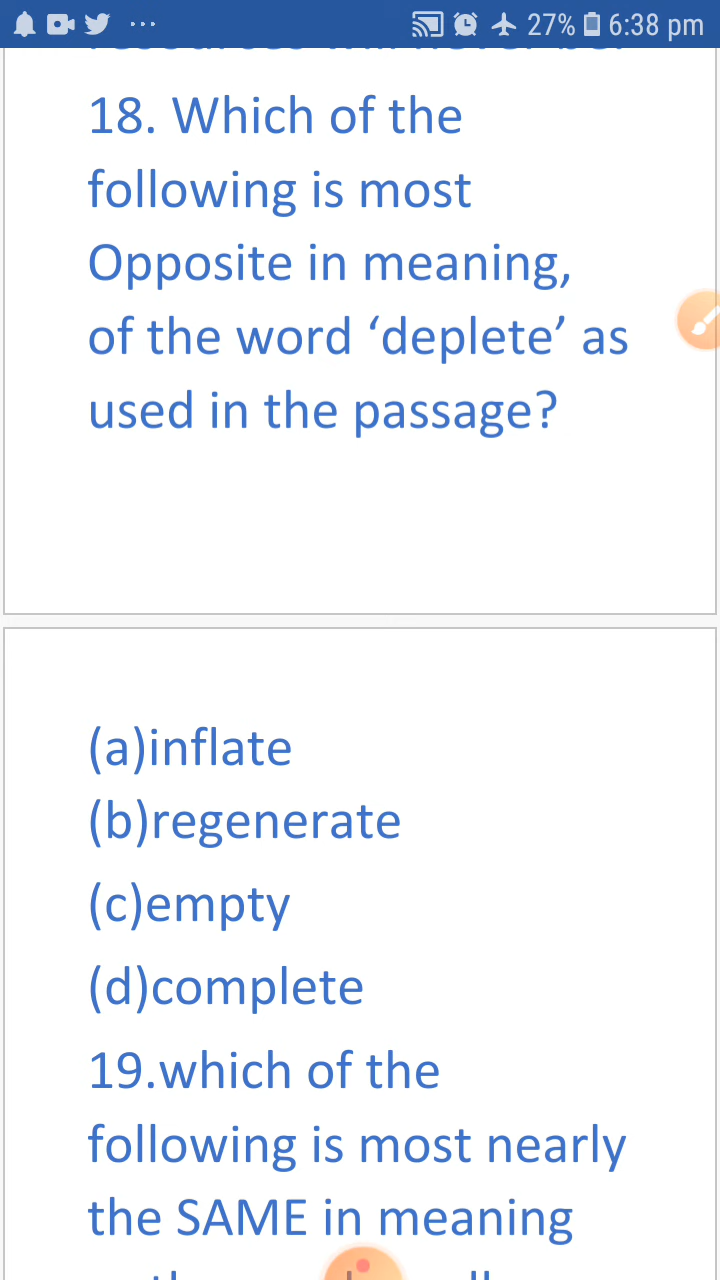 27% 6:38 pm
18. Which of the
following is most
Opposite in meaning,
of the word ‘deplete’ as
used in the passage?
(a)inflate
(b)regenerate
(c)empty
(d)complete
19.which of the
following is most nearly
the SAME in meaning